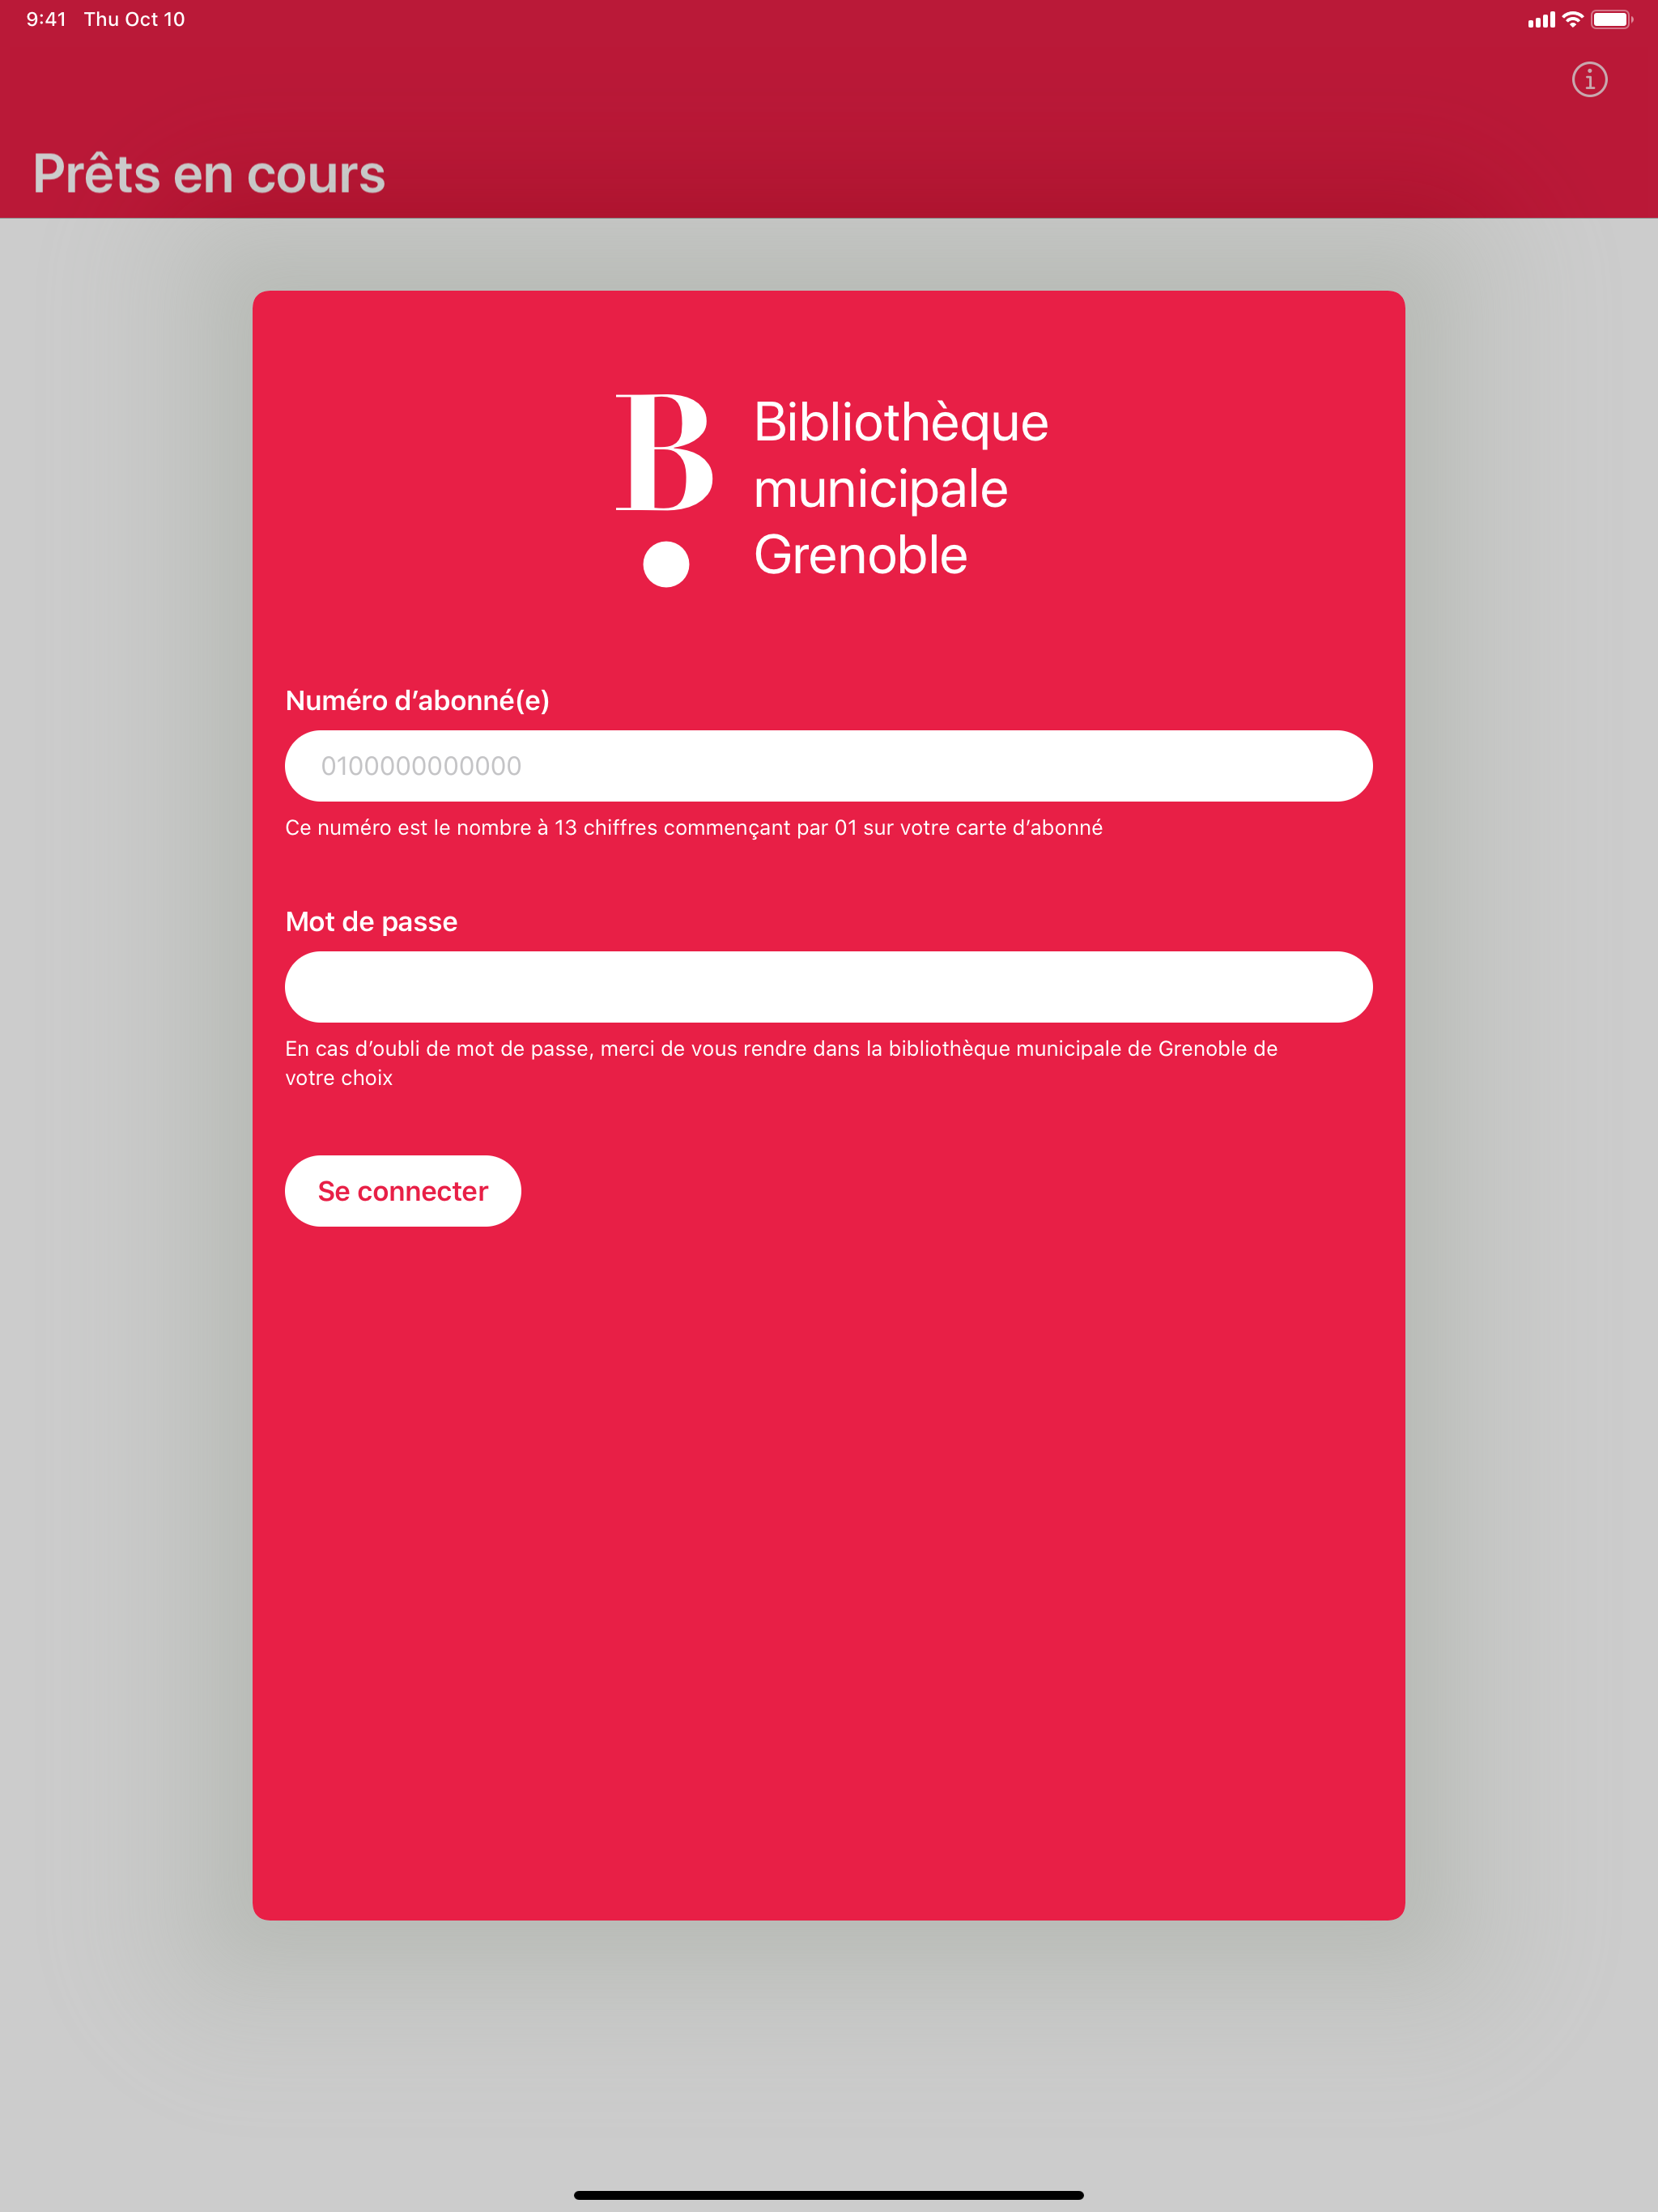 9:41 Thu Oct 10
Prêts en cours
B
Bibliothèque
municipale
Grenoble
Numéro d’abonné(e)
0100000000000
Ce numéro est le nombre à 13 chiffres commençant par 01 sur votre carte d’abonné
Mot de passe
En cas d’oubli de mot de passe, merci de vous rendre dans la bibliothèque municipale de Grenoble de
votre choix
Se connecter